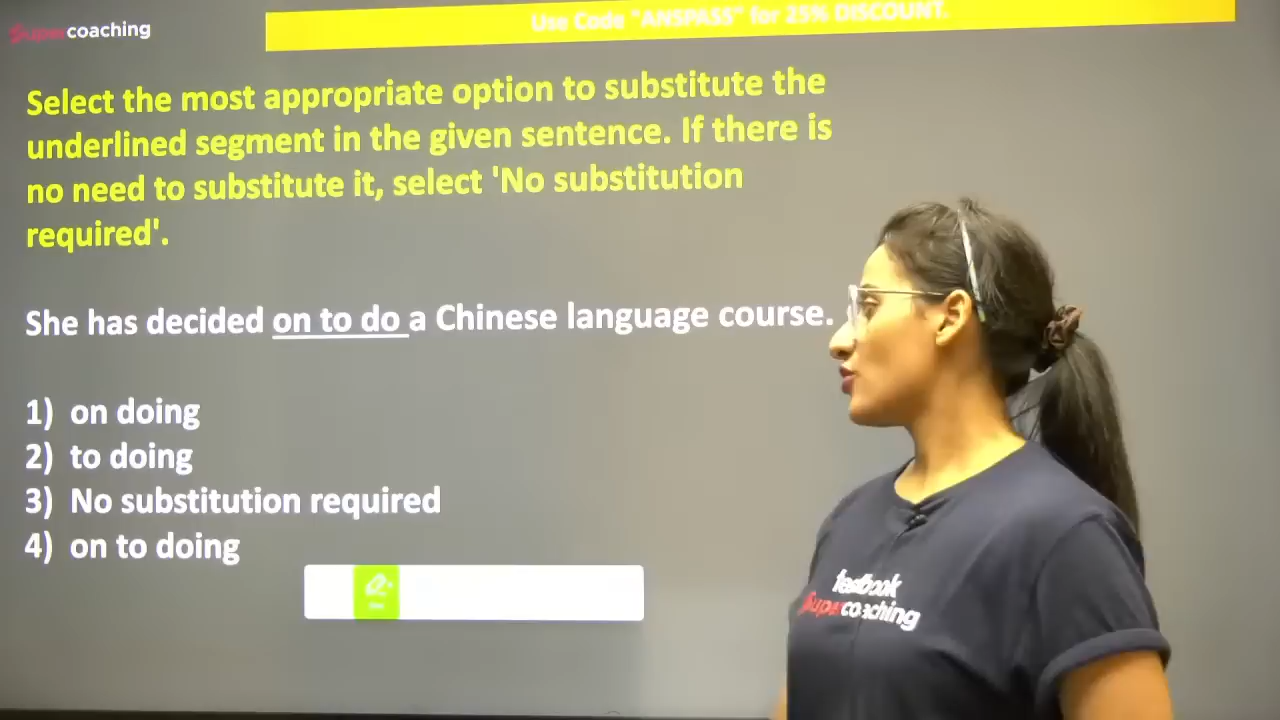 Supercoaching
Use Code "ANSPASS" for 25% DISCOUNT.
Select the most appropriate option to substitute the
underlined segment in the given sentence. If there is
no need to substitute it, select 'No substitution
required'.
She has decided on to do a Chinese language course.
1) on doing
2) to doing
3) No substitution required
4) on to doing
testbook
Supercoaching